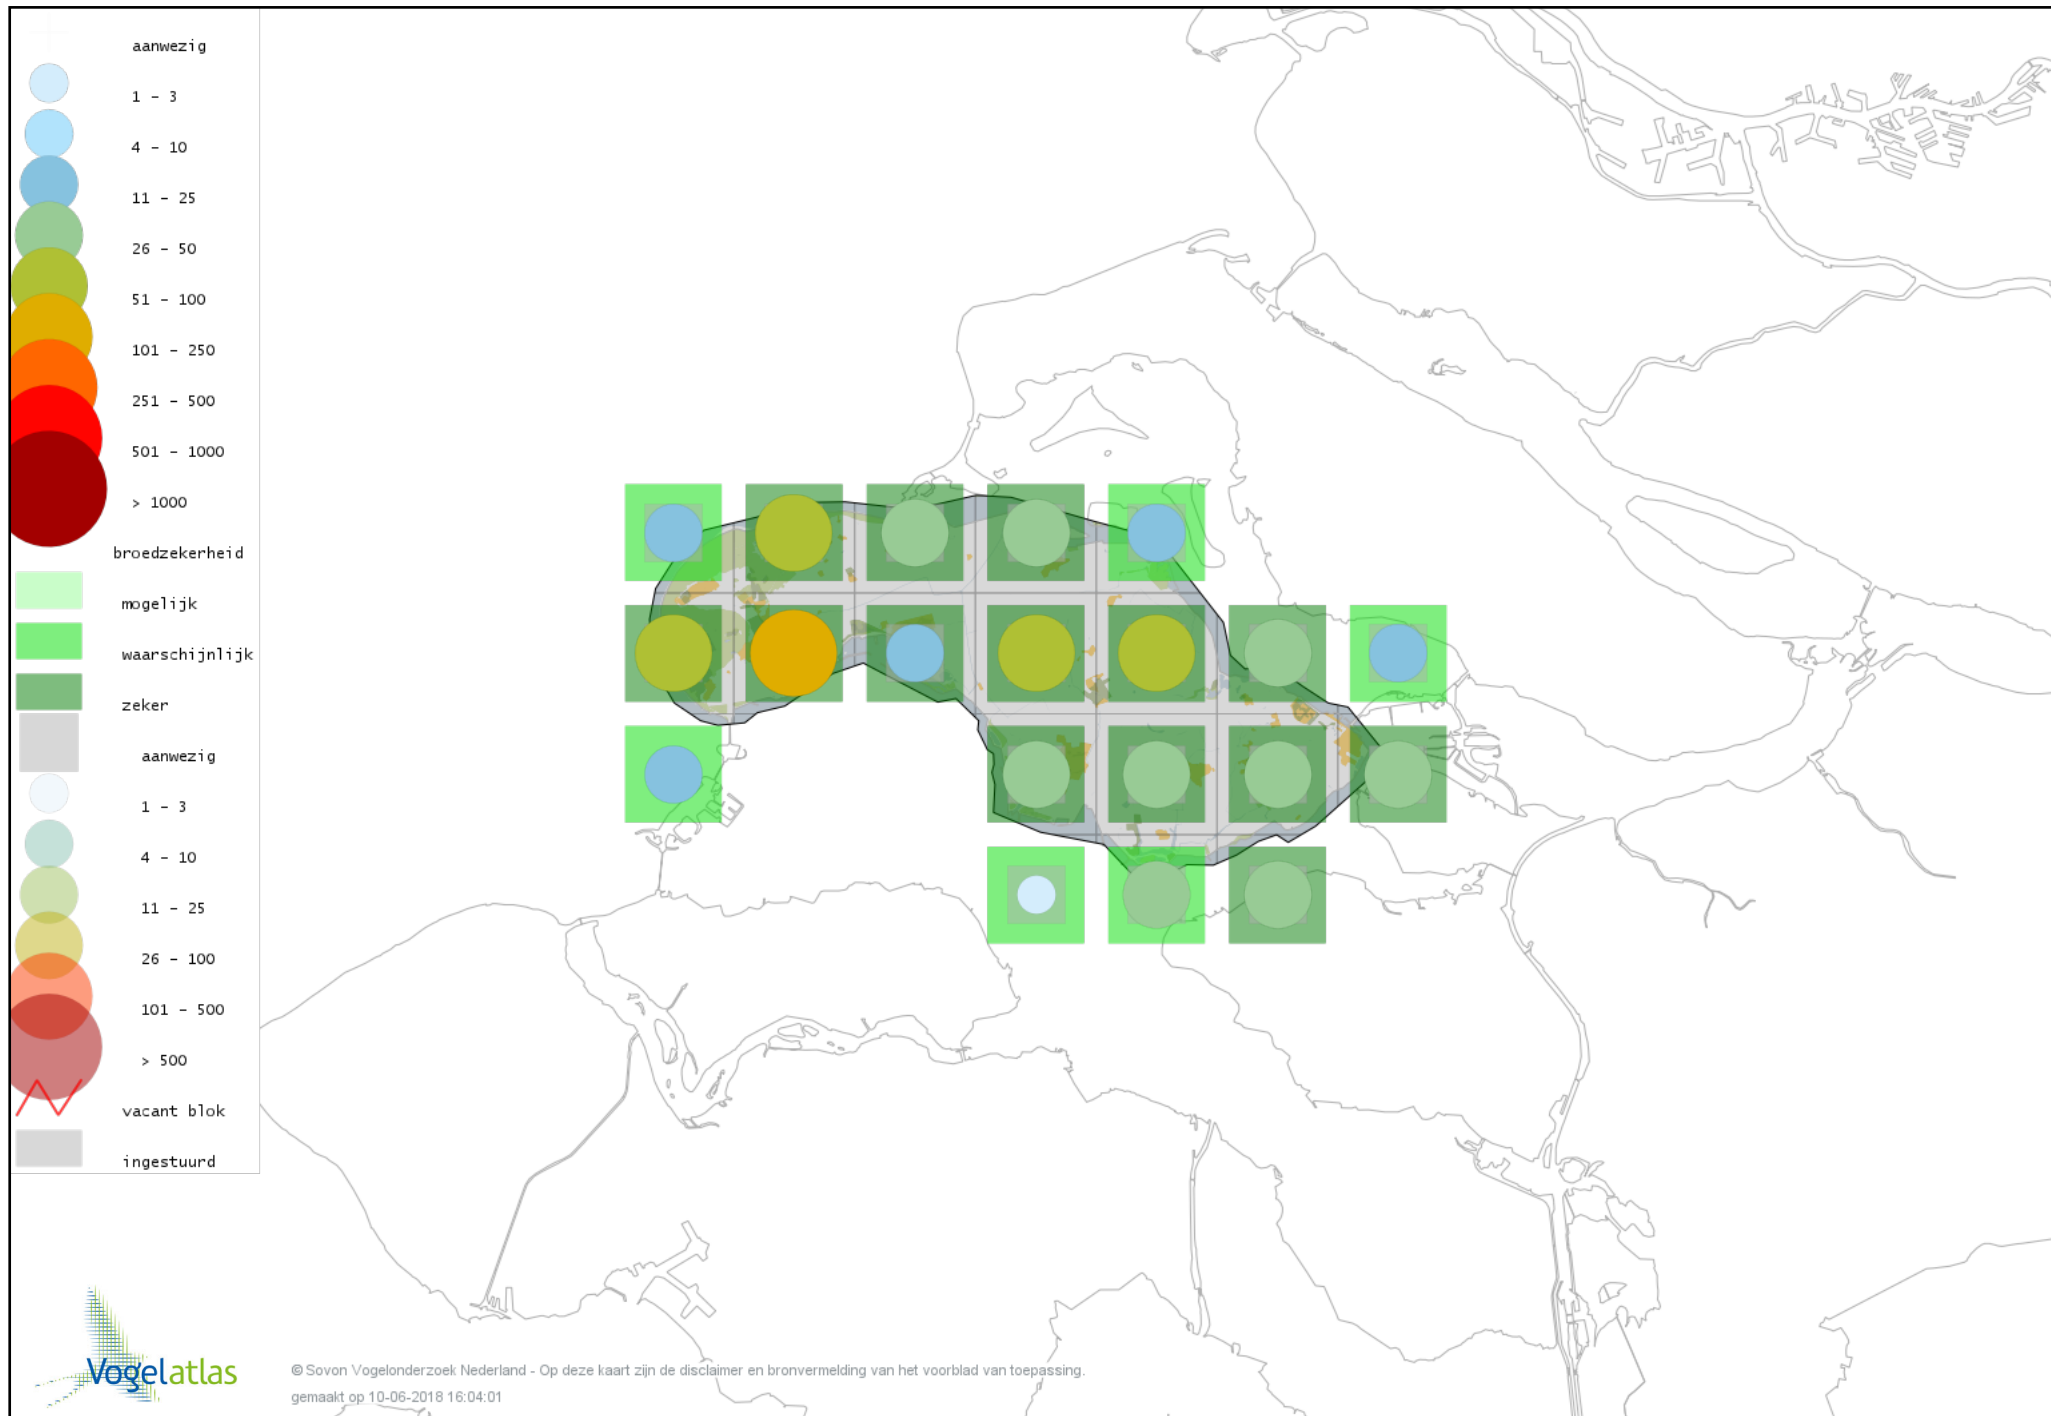 aanwezig
1 - 3
4 - 10
11 - 25
26 - 50
51 - 100
101 - 250
251 - 500
501 - 1000
> 1000
broedzekerheid
mogelijk
waarschijnlijk
zeker
aanwezig
1 - 3
4 - 10
11 - 25
26 - 100
101 - 500
> 500
vacant blok
ingestuurd
Vogelatlas
© Sovon Vogelonderzoek Nederland - Op deze kaart zijn de disclaimer en bronvermelding van het voorblad van toepassing.
gemaakt op 10-06-2018 16:04:01